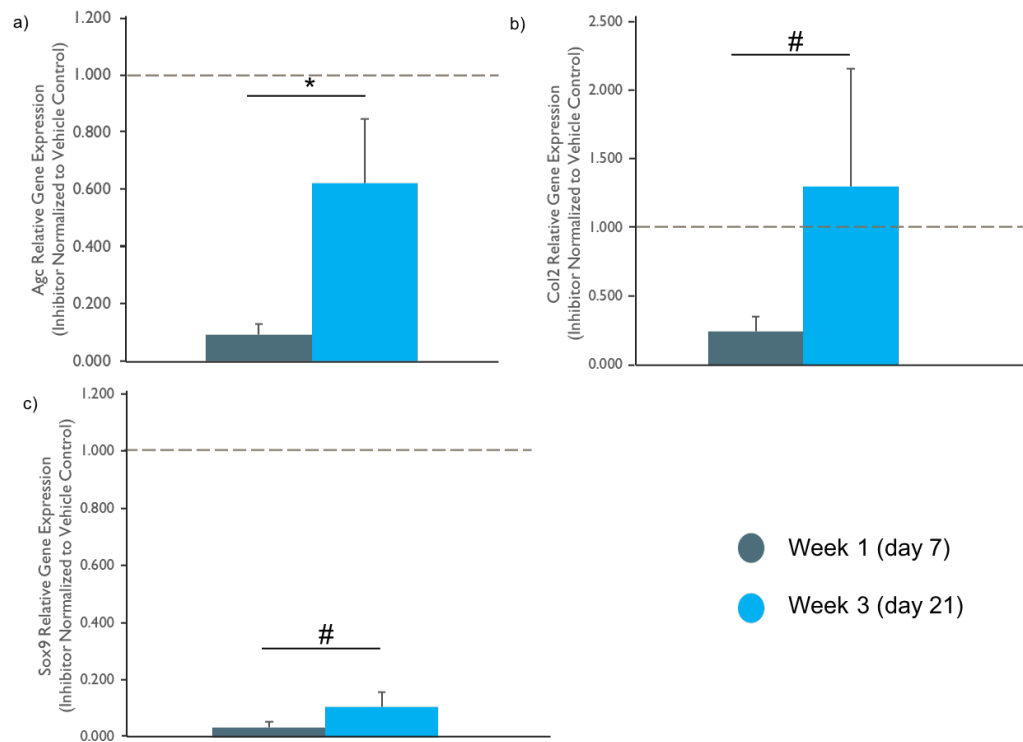 a)
Agc Relative Gene Expression
(Inhibitor Normalized to Vehicle Control)
1.200
1.000
0.800
0.600
0.400
0.200
0.000
*
b)
Col2 Relative Gene Expression
(Inhibitor Normalized to Vehicle Control)
2.500
2.000
1.500
1.000
0.500
0.000
#
c)
Sox9 Relative Gene Expression
(Inhibitor Normalized to Vehicle Control)
1.200
1.000
0.800
0.600
0.400
0.200
0.000
#
Week 1 (day 7)
Week 3 (day 21)